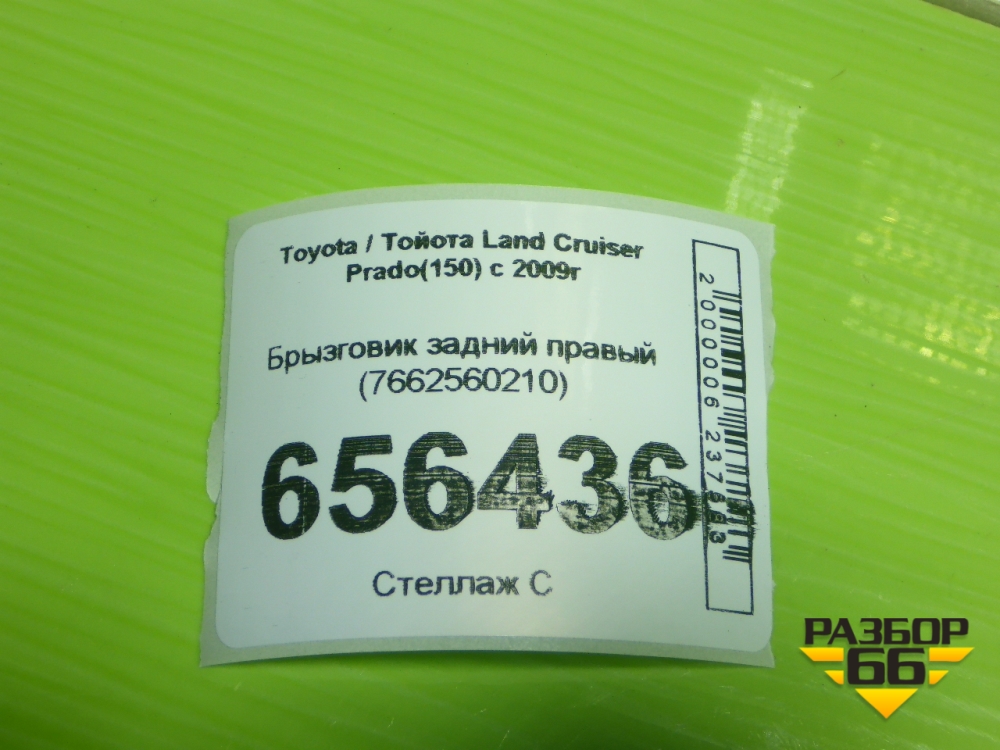 Toyota / Тойота Land Cruiser
Prado(150) с 2009г
Брызговик задний правый
(7662560210)
656436
Стеллаж С
РАЗБОР
66